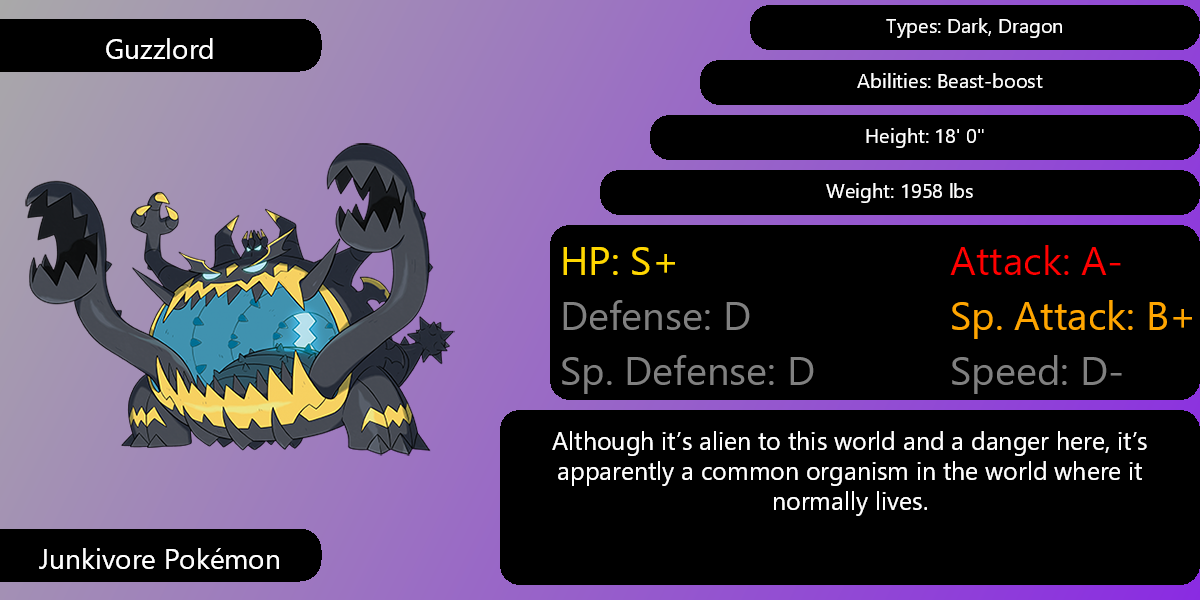 Guzzlord
Types: Dark, Dragon
Abilities: Beast-boost
Height: 18' 0"
Weight: 1958 lbs
HP: S+
Attack: A-
Defense: D
Sp. Attack: B+
Sp. Defense: D
Speed: D-
Although it’s alien to this world and a danger here, it’s
apparently a common organism in the world where it
normally lives.
Junkivore Pokémon